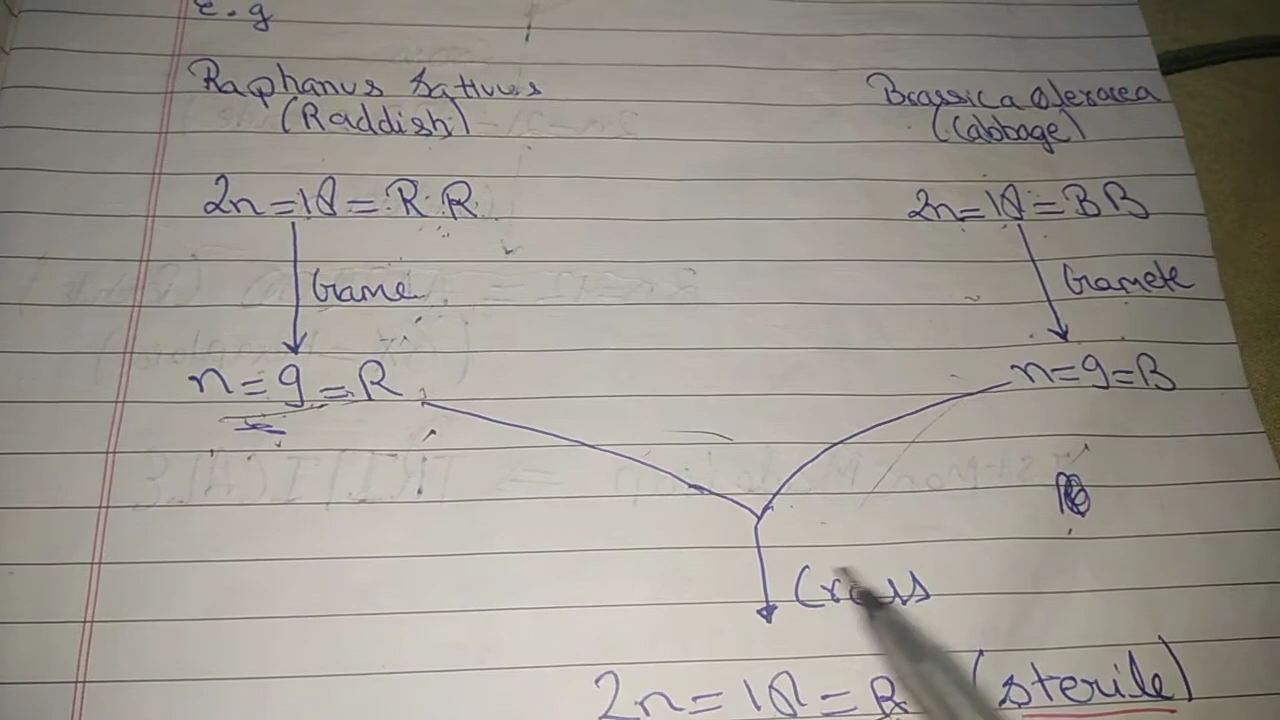 e.g
Raphanus Sativus
(Raddish)
Brassica Oleracea
(Cabbage)
2n=18=RR
2n=18=BB
Game
Gamete
n=9=R
n=9=B
Cross
2n=18=R (sterile)